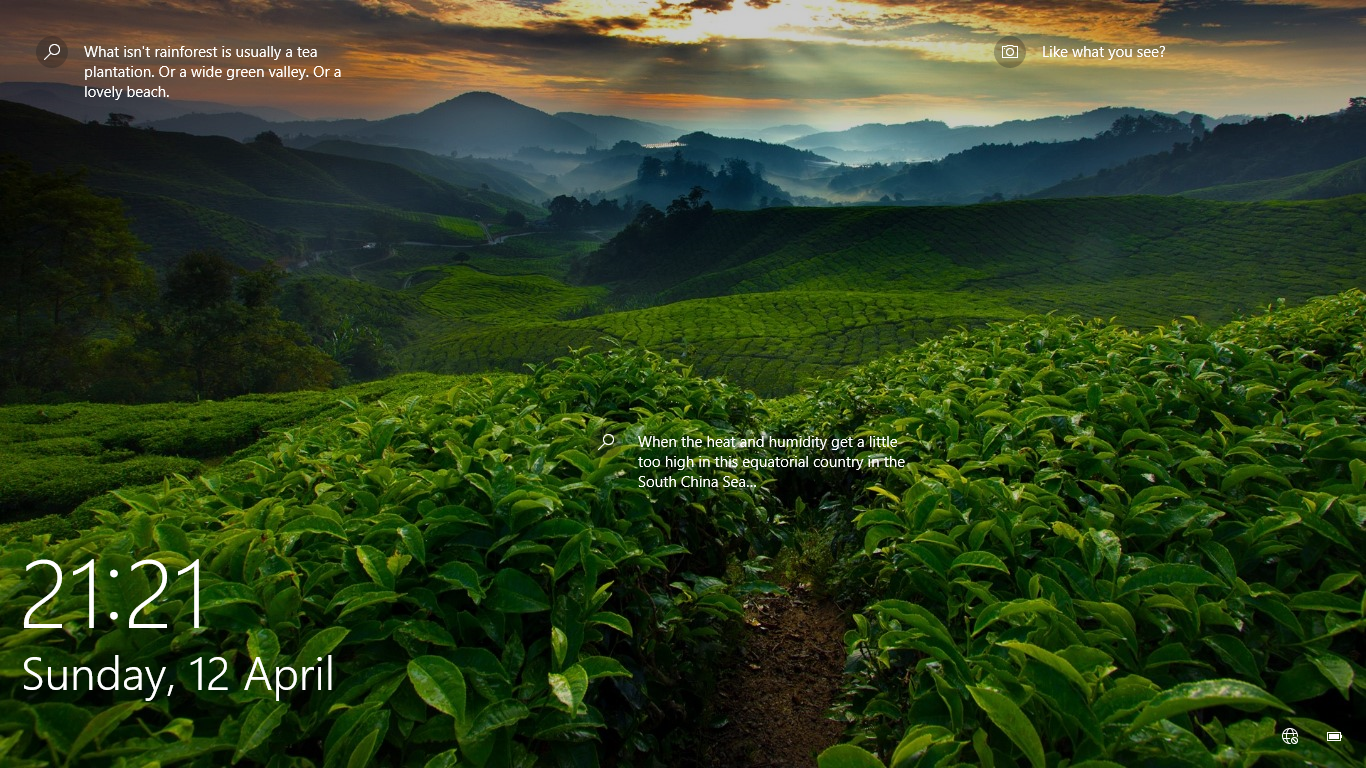 What isn't rainforest is usually a tea
plantation. Or a wide green valley. Or a
lovely beach.
Like what you see?
When the heat and humidity get a little
too high in this equatorial country in the
South China Sea...
21:21
Sunday, 12 April